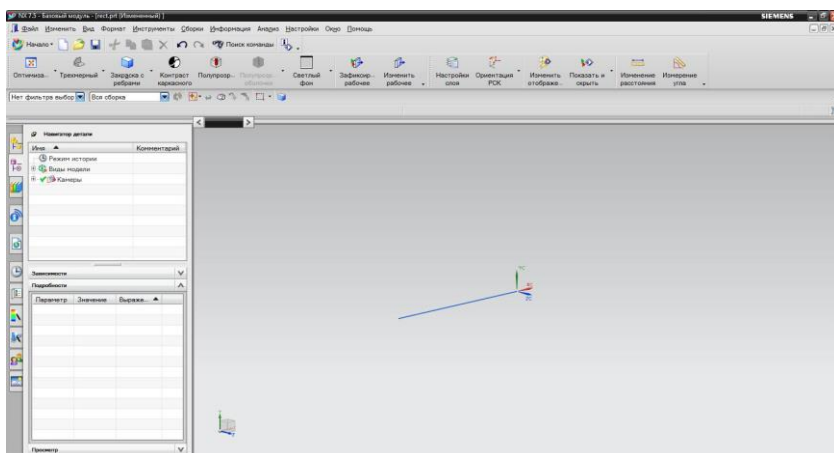 NX 7.5 - Базовый модуль - [rect.prt (Измененный) ]
SIEMENS
Файл Изменить Вид Формат Инструменты Сборки Информация Анализ Настройки Окно Помощь
Начало Поиск команды
Оптимиза... Трехмерный Закраска с ребрами Контраст каркасного Полупрозр... Светлый фон Зафиксир... рабочее Изменить рабочее Настройки слоя Ориентация РСК Изменить отображе... Показать и скрыть Изменение расстояния Измерение угла
Нет фильтра выбор Вся сборка
Навигатор детали
Имя Комментарий
Режим истории
Виды модели
Камеры
Зависимости
Подробности
Параметр Значение Выраже...
Просмотр